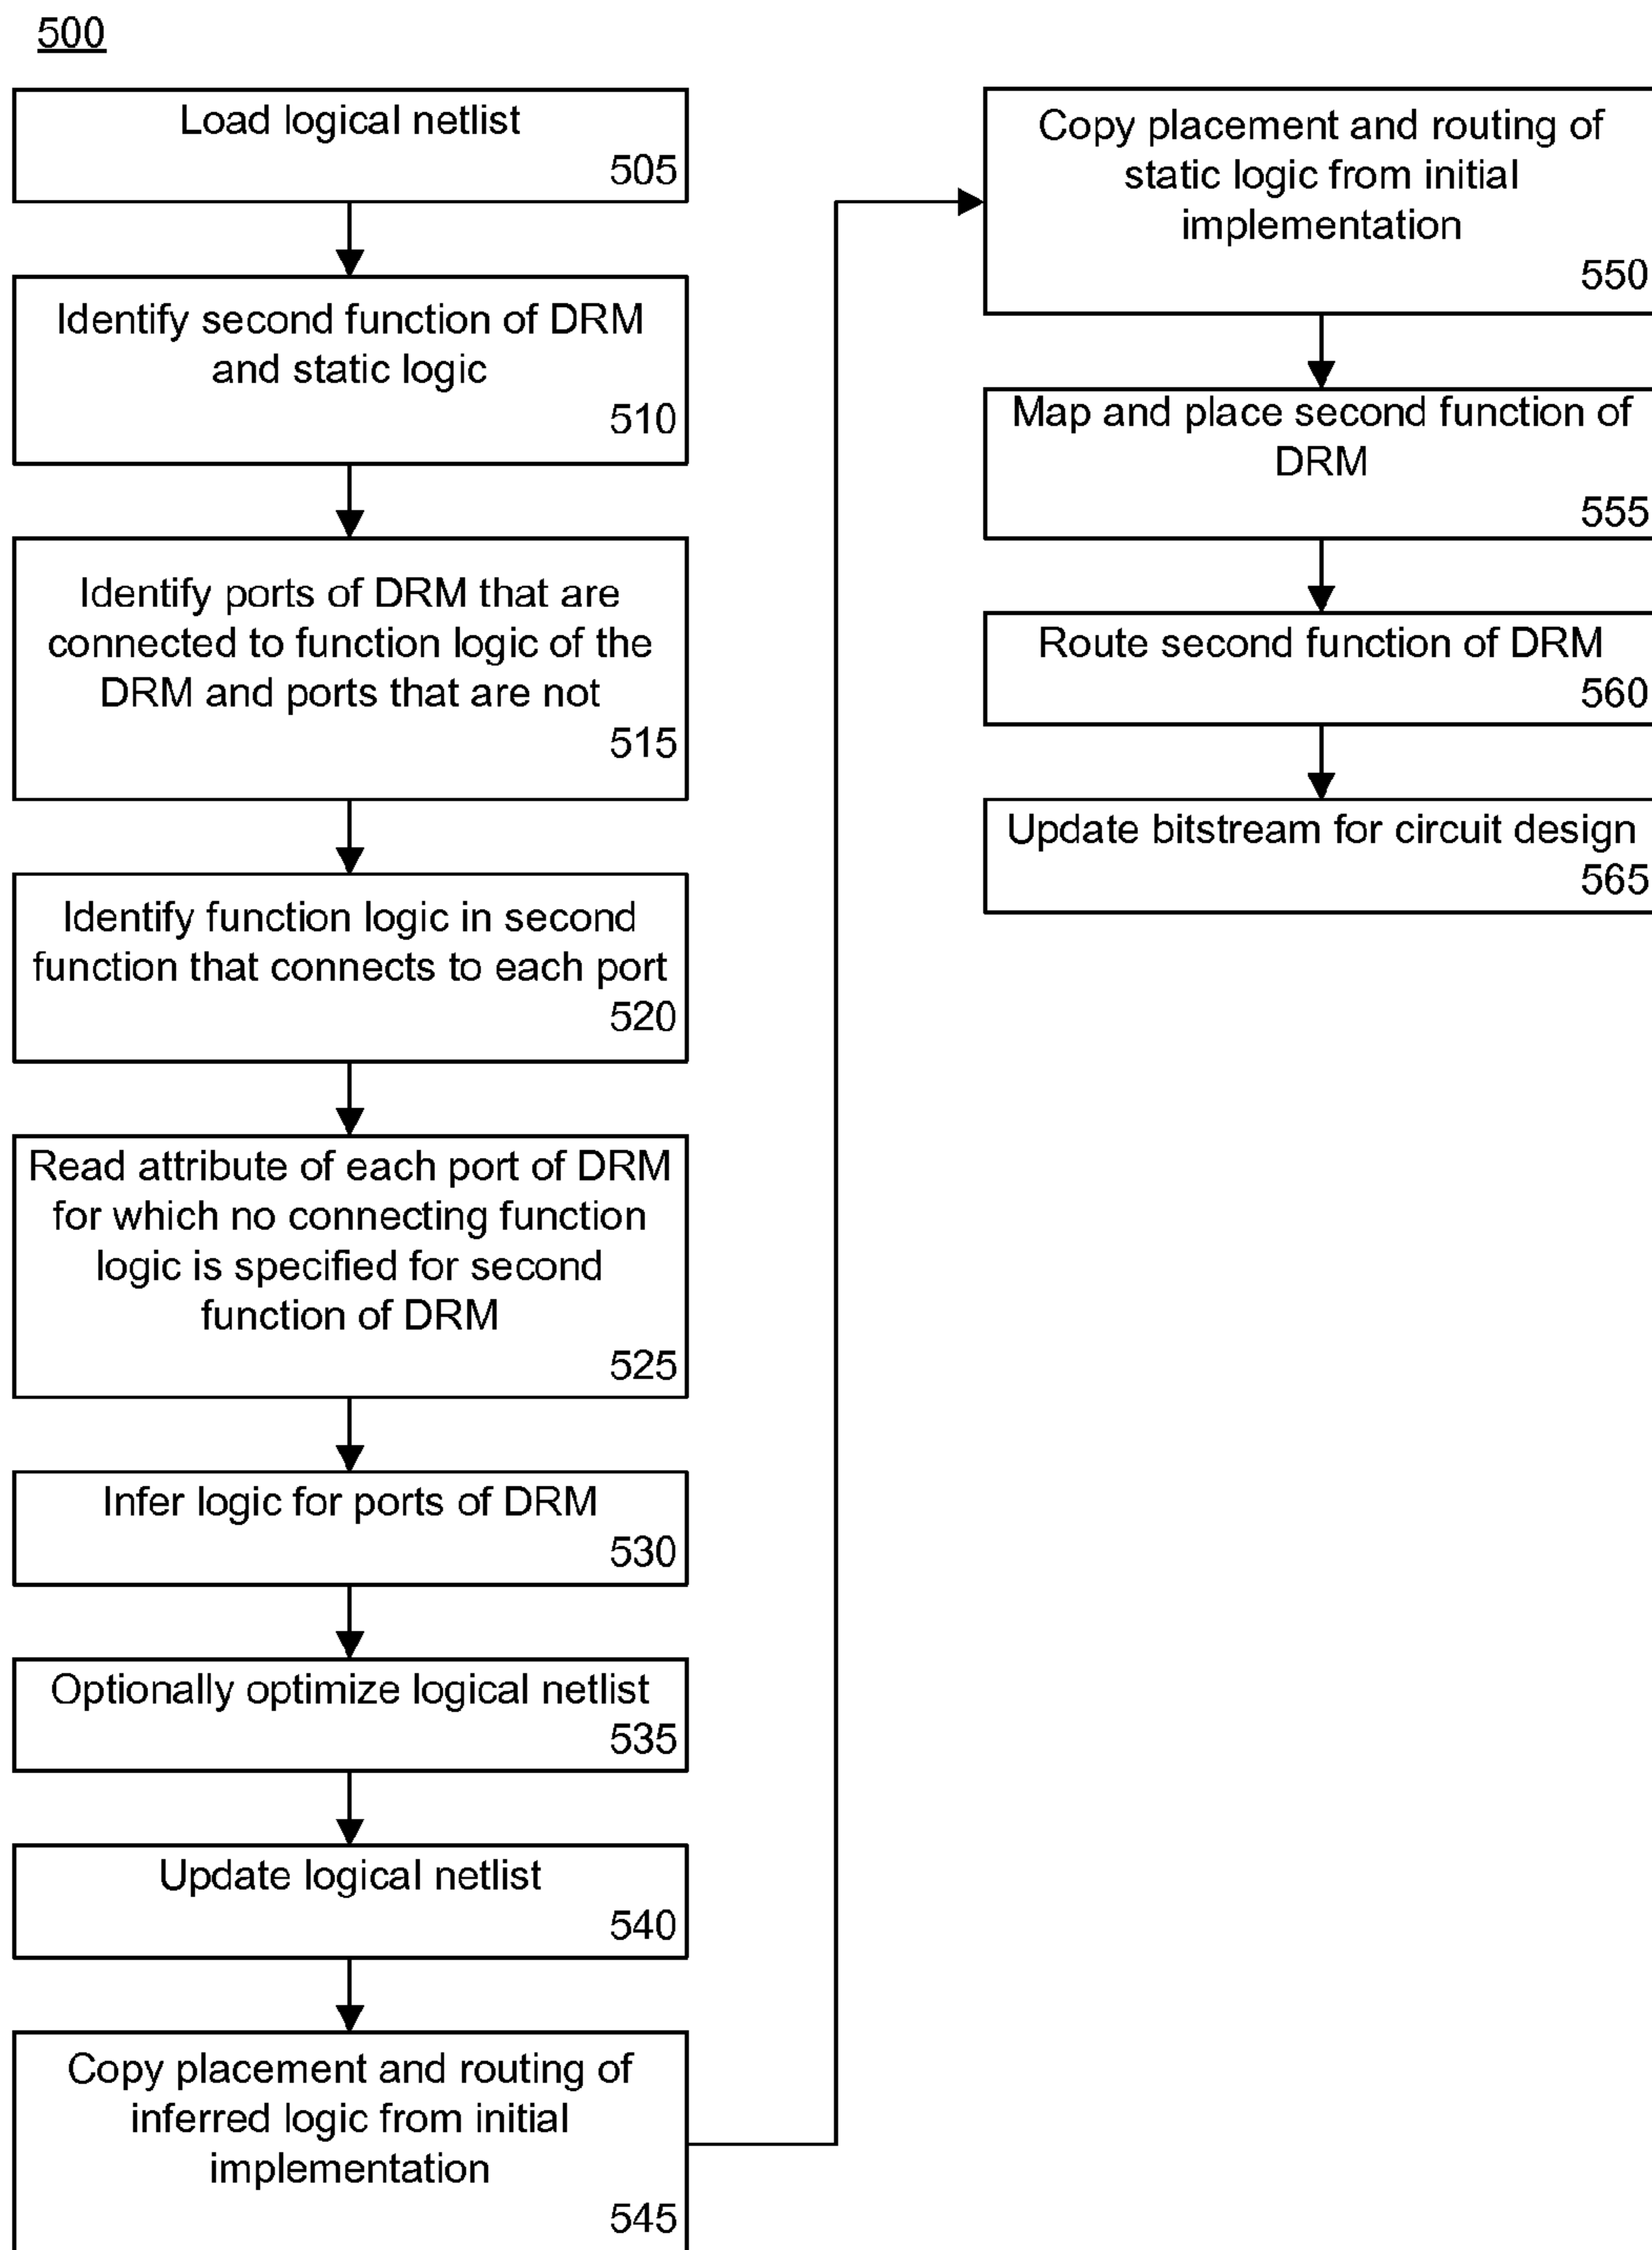 500
Load logical netlist
505
Identify second function of DRM
and static logic
510
Identify ports of DRM that are
connected to function logic of the
DRM and ports that are not
515
Identify function logic in second
function that connects to each port
520
Read attribute of each port of DRM
for which no connecting function
logic is specified for second
function of DRM
525
Infer logic for ports of DRM
530
Optionally optimize logical netlist
535
Update logical netlist
540
Copy placement and routing of
inferred logic from initial
implementation
545
Copy placement and routing of
static logic from initial
implementation
550
Map and place second function of
DRM
555
Route second function of DRM
560
Update bitstream for circuit design
565